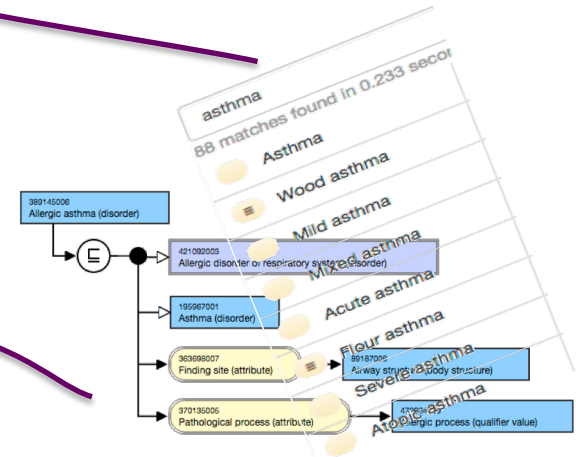 asthma
88 matches found in 0.233
Asthma
Wood asthma
Mild asthma
Mixed asthma
Acute asthma
Flour asthma
Severe asthma
Atopic asthma
389145006
Allergic asthma (disorder)
⊑
421092003
Allergic disorder of respiratory system (disorder)
195967001
Asthma (disorder)
363698007
Finding site (attribute)
89187006
Airway structure (body structure)
370135005
Pathological process (attribute)
process (qualifier value)